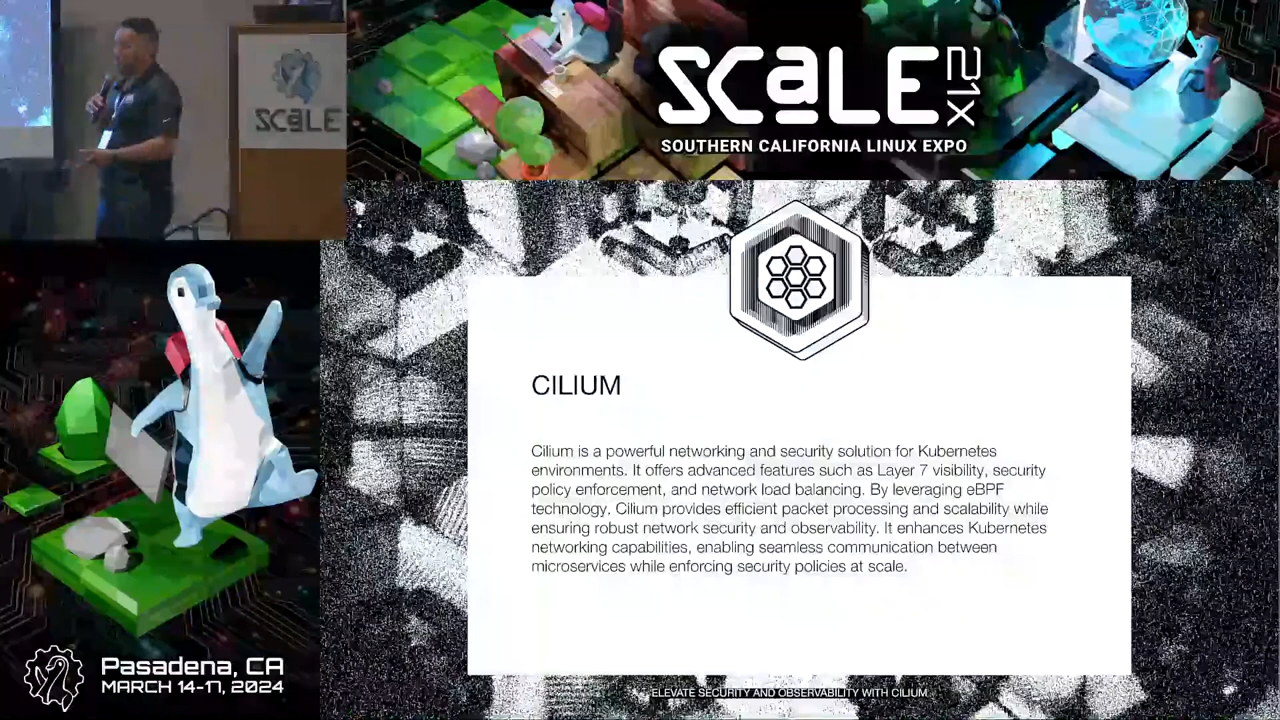 SCALE
SCaLE 21X
SOUTHERN CALIFORNIA LINUX EXPO
CILIUM
Cilium is a powerful networking and security solution for Kubernetes
environments. It offers advanced features such as Layer 7 visibility, security
policy enforcement, and network load balancing. By leveraging eBPF
technology. Cilium provides efficient packet processing and scalability while
ensuring robust network security and observability. It enhances Kubernetes
networking capabilities, enabling seamless communication between
microservices while enforcing security policies at scale.
ELEVATE SECURITY AND OBSERVABILITY WITH CILIUM
Pasadena, CA
MARCH 14-17, 2024